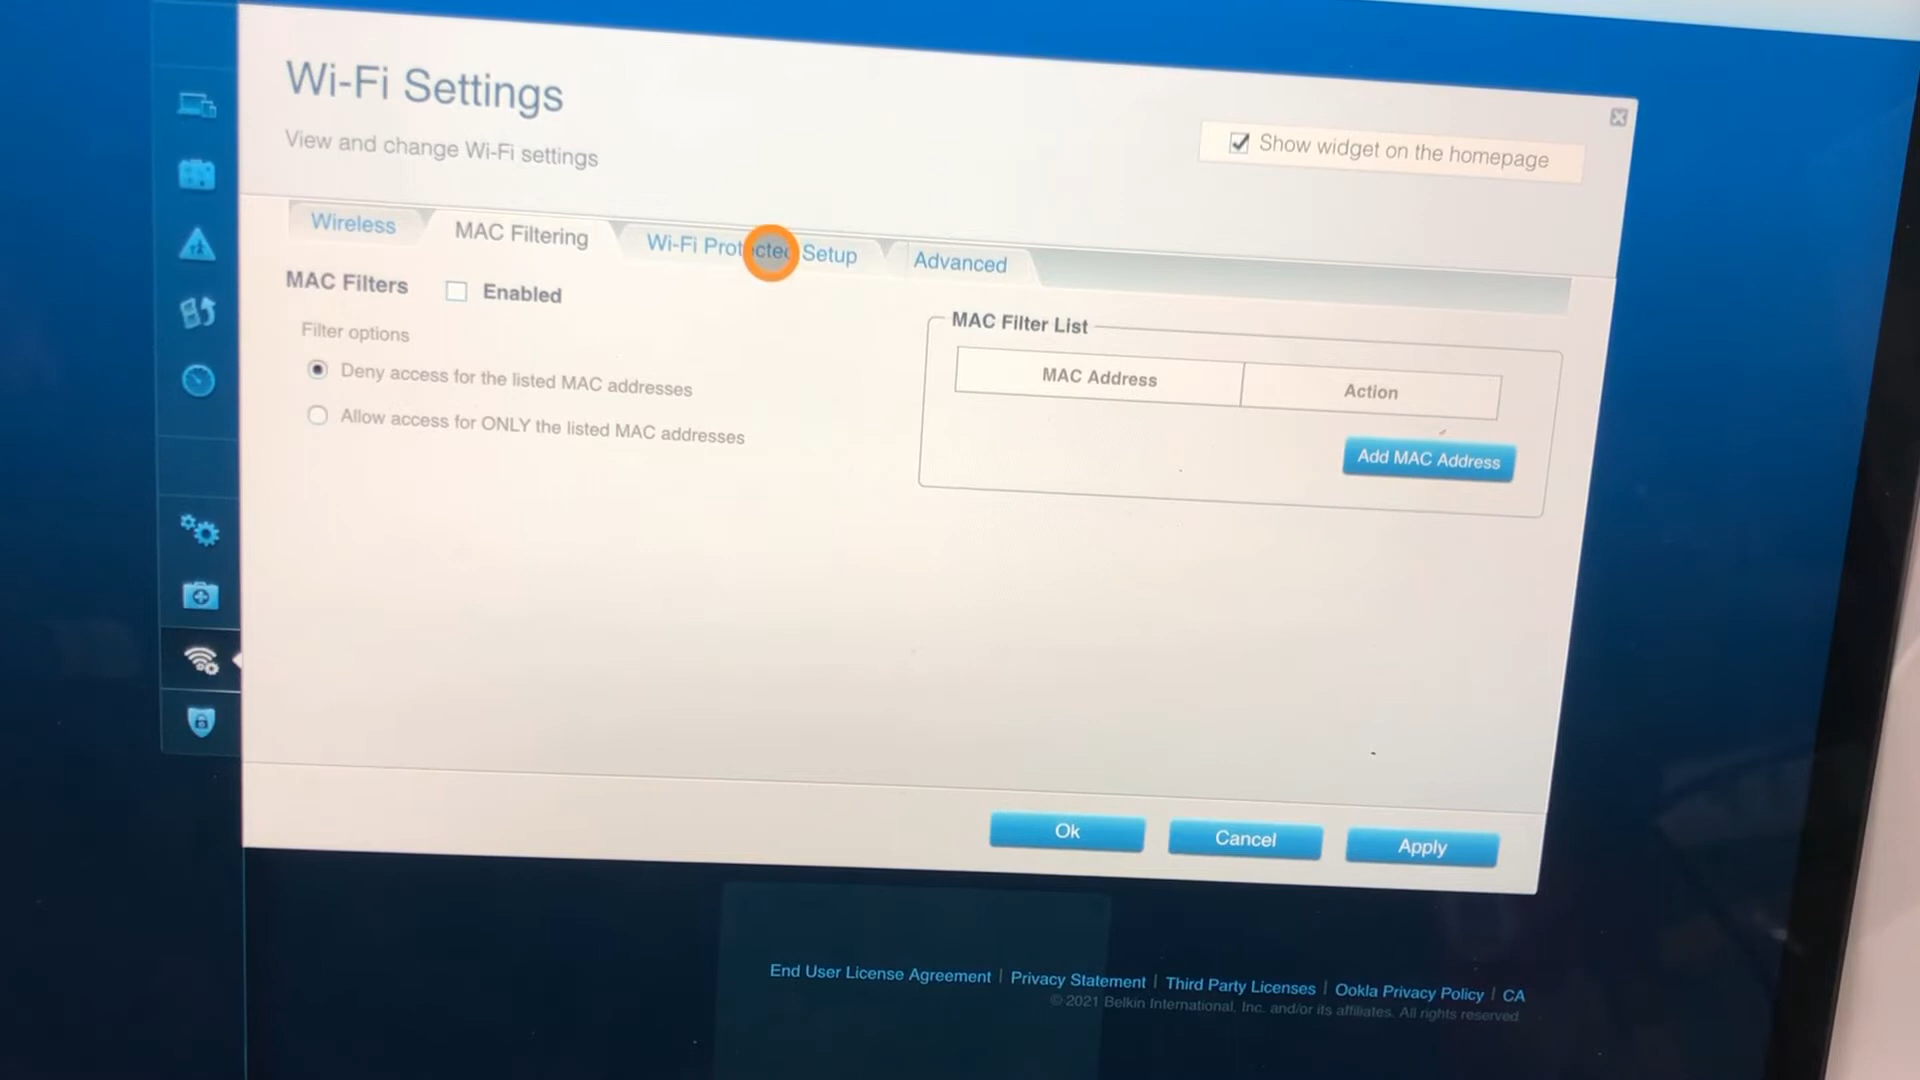 Wi-Fi Settings
View and change Wi-Fi settings
Show widget on the homepage
Wireless
MAC Filtering
Wi-Fi Protected Setup
Advanced
MAC Filters
Enabled
Filter options
Deny access for the listed MAC addresses
Allow access for ONLY the listed MAC addresses
MAC Filter List
MAC Address
Action
Add MAC Address
Ok
Cancel
Apply
End User License Agreement | Privacy Statement | Third Party Licenses | Ookla Privacy Policy | CA
© 2021 Belkin International, Inc. and/or its affiliates. All rights reserved